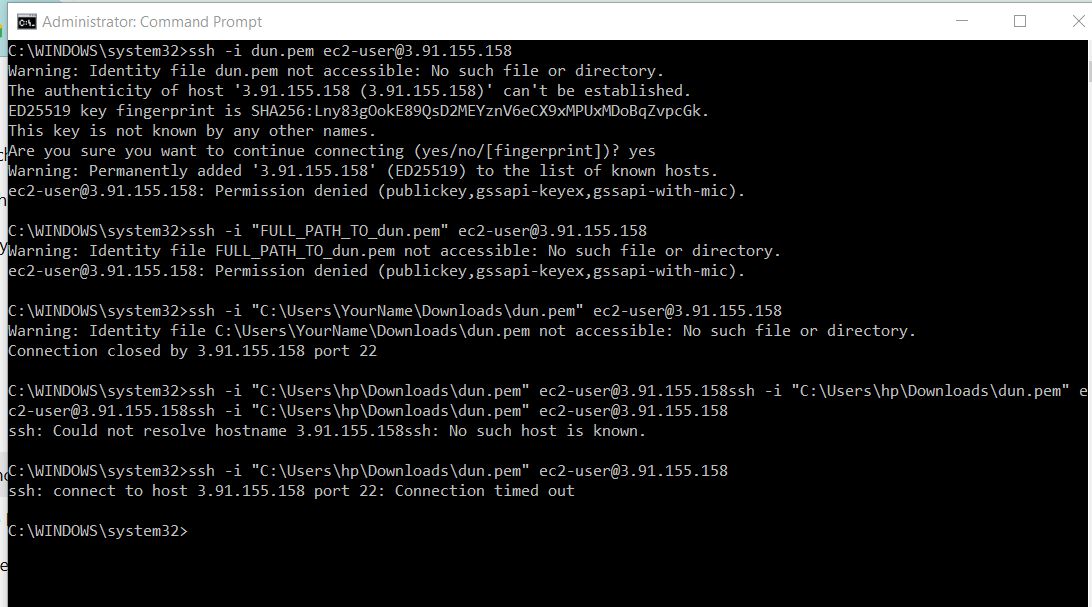 Administrator: Command Prompt
C:\WINDOWS\system32>ssh -i dun.pem ec2-user@3.91.155.158
Warning: Identity file dun.pem not accessible: No such file or directory.
The authenticity of host '3.91.155.158 (3.91.155.158)' can't be established.
ED25519 key fingerprint is SHA256:Lny83gOokE89QsD2MEYznV6eCX9xMPUxMDoBqZvpcGk.
This key is not known by any other names.
Are you sure you want to continue connecting (yes/no/[fingerprint])? yes
Warning: Permanently added '3.91.155.158' (ED25519) to the list of known hosts.
ec2-user@3.91.155.158: Permission denied (publickey,gssapi-keyex,gssapi-with-mic).
C:\WINDOWS\system32>ssh -i "FULL_PATH_TO_dun.pem" ec2-user@3.91.155.158
Warning: Identity file FULL_PATH_TO_dun.pem not accessible: No such file or directory.
ec2-user@3.91.155.158: Permission denied (publickey,gssapi-keyex,gssapi-with-mic).
C:\WINDOWS\system32>ssh -i "C:\Users\YourName\Downloads\dun.pem" ec2-user@3.91.155.158
Warning: Identity file C:\Users\YourName\Downloads\dun.pem not accessible: No such file or directory.
Connection closed by 3.91.155.158 port 22
C:\WINDOWS\system32>ssh -i "C:\Users\hp\Downloads\dun.pem" ec2-user@3.91.155.158ssh -i "C:\Users\hp\Downloads\dun.pem" e
c2-user@3.91.155.158ssh -i "C:\Users\hp\Downloads\dun.pem" ec2-user@3.91.155.158
ssh: Could not resolve hostname 3.91.155.158ssh: No such host is known.
C:\WINDOWS\system32>ssh -i "C:\Users\hp\Downloads\dun.pem" ec2-user@3.91.155.158
ssh: connect to host 3.91.155.158 port 22: Connection timed out
C:\WINDOWS\system32>